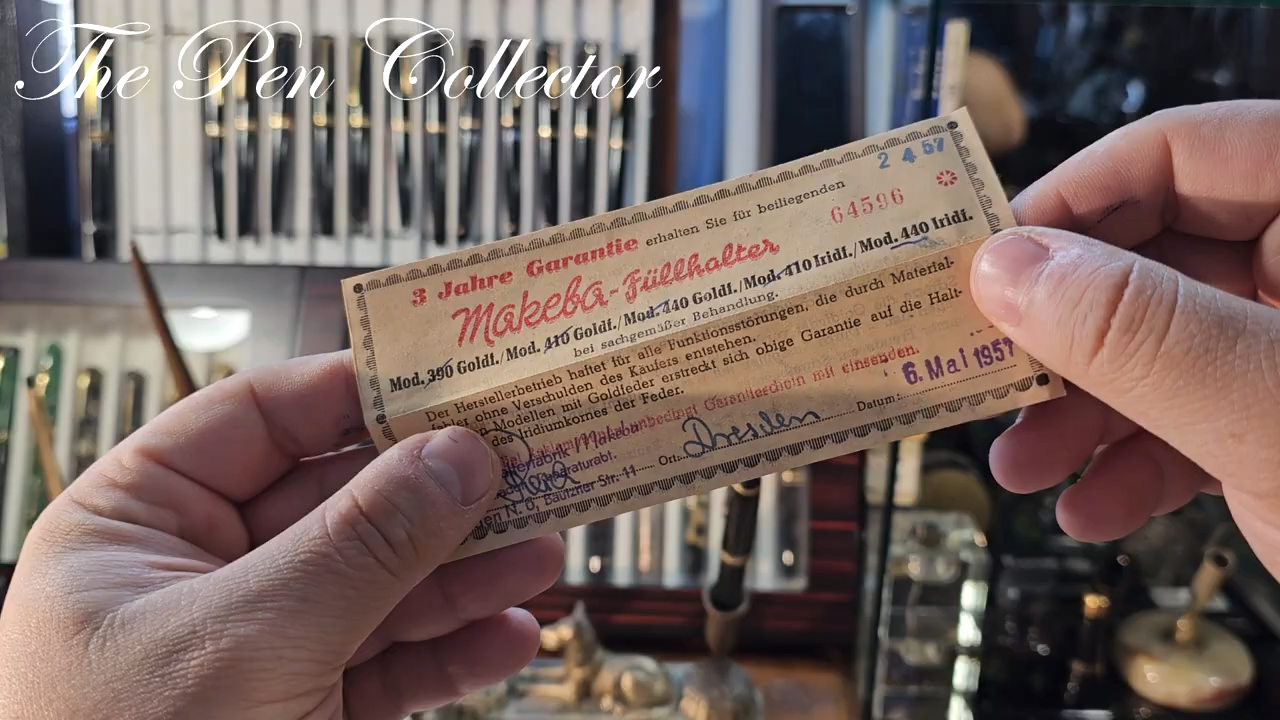 The Pen Collector
2 4 57
3 Jahre Garantie erhalten Sie für beiliegenden
64596
Makeba-Füllhalter
Mod. 390 Goldf./Mod. 410 Goldf./Mod. 440 Goldf./Mod. 410 Iridf./Mod. 440 Iridf.
bei sachgemäßer Behandlung.
Der Herstellerbetrieb haftet für alle Funktionsstörungen, die durch Material-
fehler ohne Verschulden des Käufers entstehen.
Modellen mit Goldfeder erstreckt sich obige Garantie auf die Halt-
des Iridiumkornes der Feder.
unbedingt Garantieschein mit einsenden.
Makeba
Ort: Dresden Datum: 6. Mai 1957
N. 6, Bautzner Str. 11